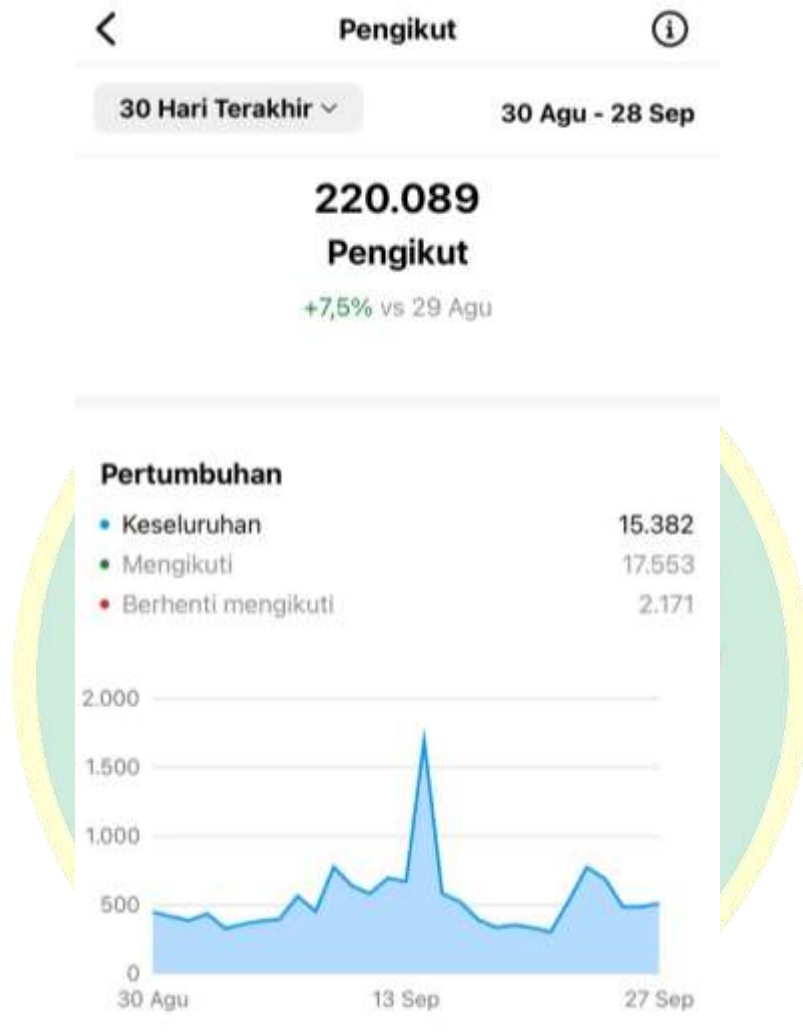 Pengikut
30 Hari Terakhir
30 Agu - 28 Sep
220.089
Pengikut
+7,5% vs 29 Agu
Pertumbuhan
Keseluruhan 15.382
Mengikuti 17.553
Berhenti mengikuti 2.171
2.000
1.500
1.000
500
0
30 Agu 13 Sep 27 Sep